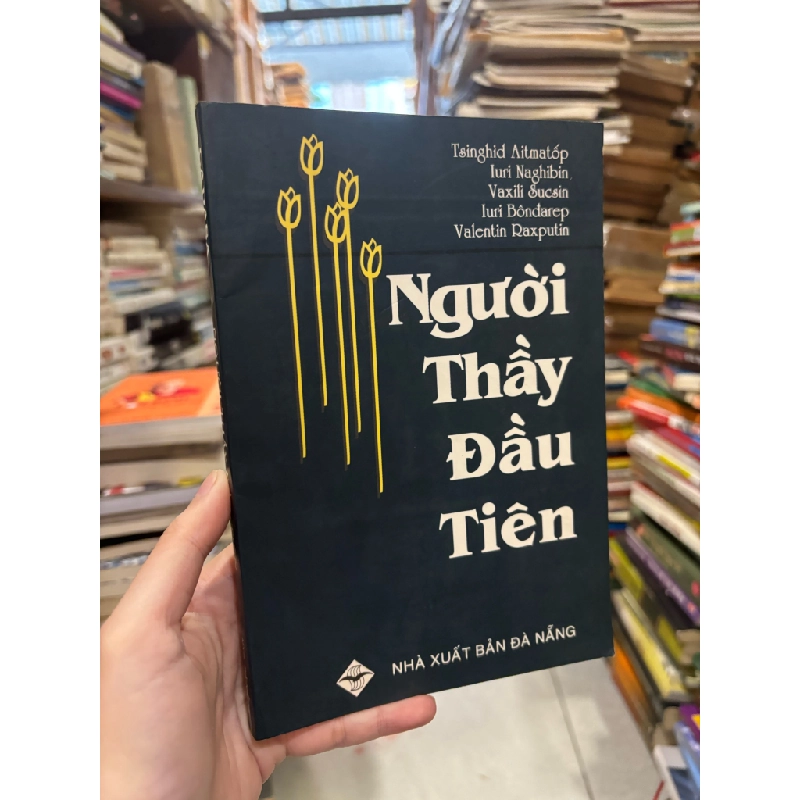 Tsinghid Aitmatốp
Iuri Naghibin
Vaxili Sucsin
Iuri Bônđarep
Valentin Raxputin
Người
Thầy
Đầu
Tiên
NHÀ XUẤT BẢN ĐÀ NẴNG